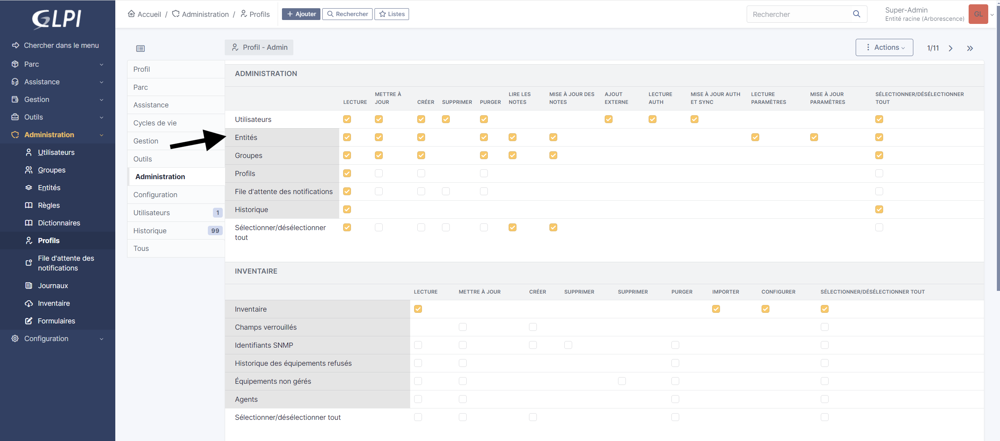 GLPI
Accueil / Administration / Profils
+ Ajouter
Rechercher
Listes
Rechercher
Super-Admin
Entité racine (Arborescence)
GL
Chercher dans le menu
Parc
Assistance
Gestion
Outils
Administration
Utilisateurs
Groupes
Entités
Règles
Dictionnaires
Profils
File d'attente des
notifications
Journaux
Inventaire
Formulaires
Configuration
Profil
Parc
Assistance
Cycles de vie
Gestion
Outils
Administration
Configuration
Utilisateurs 1
Historique 99
Tous
Profil - Admin
Actions
1/11
ADMINISTRATION
LECTURE
METTRE À
JOUR
CRÉER
SUPPRIMER
PURGER
LIRE LES
NOTES
MISE À JOUR DES
NOTES
AJOUT
EXTERNE
LECTURE
AUTH
MISE À JOUR AUTH
ET SYNC
LECTURE
PARAMÈTRES
MISE À JOUR
PARAMÈTRES
SÉLECTIONNER/DÉSÉLECTIONNER
TOUT
Utilisateurs
Entités
Groupes
Profils
File d'attente des notifications
Historique
Sélectionner/désélectionner
tout
INVENTAIRE
LECTURE METTRE À JOUR CRÉER SUPPRIMER SUPPRIMER PURGER IMPORTER CONFIGURER SÉLECTIONNER/DÉSÉLECTIONNER TOUT
Inventaire
Champs verrouillés
Identifiants SNMP
Historique des équipements refusés
Équipements non gérés
Agents
Sélectionner/désélectionner tout